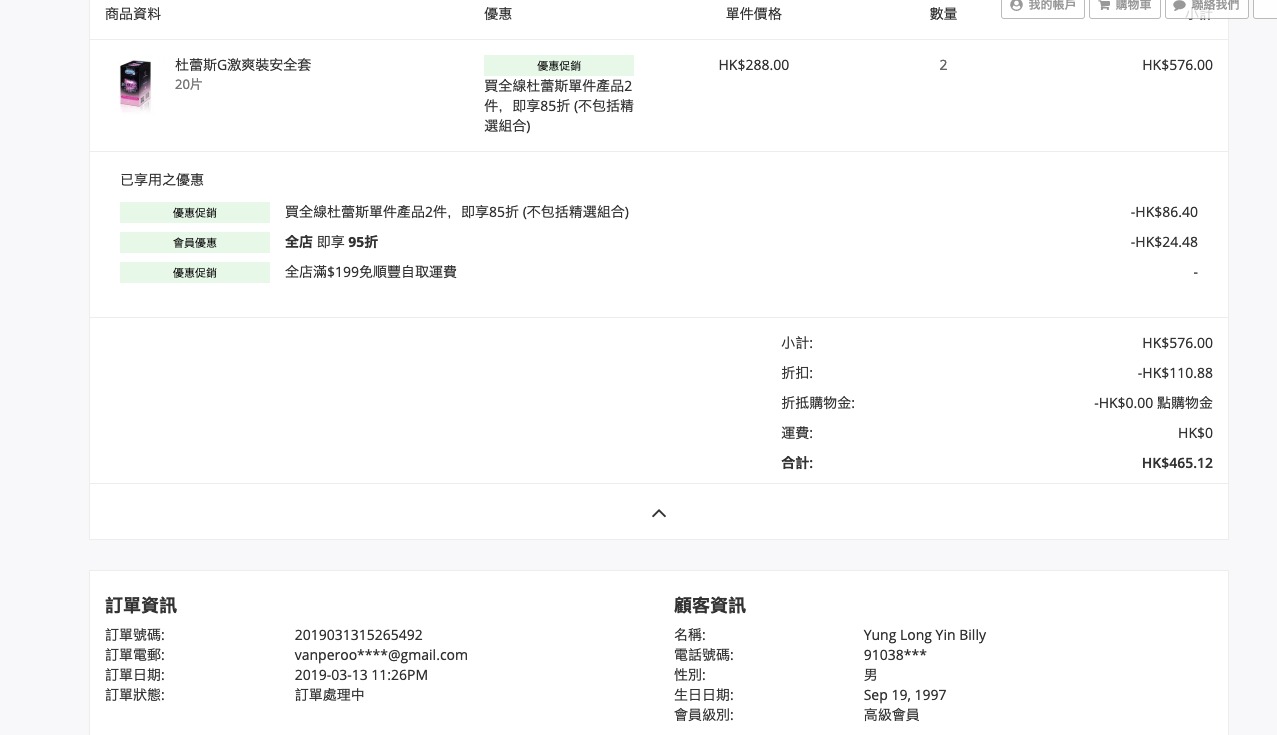 商品資料 優惠 單件價格 數量 小計
我的帳戶 購物車 聯絡我們
杜蕾斯G激爽裝安全套 優惠促銷 HK$288.00 2 HK$576.00
20片 買全線杜蕾斯單件產品2
件，即享85折 (不包括精
選組合)
已享用之優惠
優惠促銷 買全線杜蕾斯單件產品2件，即享85折 (不包括精選組合) -HK$86.40
會員優惠 全店 即享 95折 -HK$24.48
優惠促銷 全店滿$199免順豐自取運費 -
小計: HK$576.00
折扣: -HK$110.88
折抵購物金: -HK$0.00 點購物金
運費: HK$0
合計: HK$465.12
訂單資訊 顧客資訊
訂單號碼: 2019031315265492 名稱: Yung Long Yin Billy
訂單電郵: vanperoo****@gmail.com 電話號碼: 91038***
訂單日期: 2019-03-13 11:26PM 性別: 男
訂單狀態: 訂單處理中 生日日期: Sep 19, 1997
會員級別: 高級會員